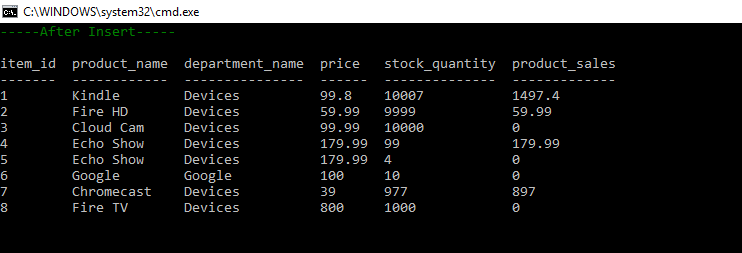 C:\WINDOWS\system32\cmd.exe
-----After Insert-----
item_id  product_name  department_name  price   stock_quantity  product_sales
-------  ------------  ---------------  ------  --------------  -------------
1        Kindle        Devices          99.8    10007           1497.4
2        Fire HD       Devices          59.99   9999            59.99
3        Cloud Cam     Devices          99.99   10000           0
4        Echo Show     Devices          179.99  99              179.99
5        Echo Show     Devices          179.99  4               0
6        Google        Google           100     10              0
7        Chromecast    Devices          39      977             897
8        Fire TV       Devices          800     1000            0